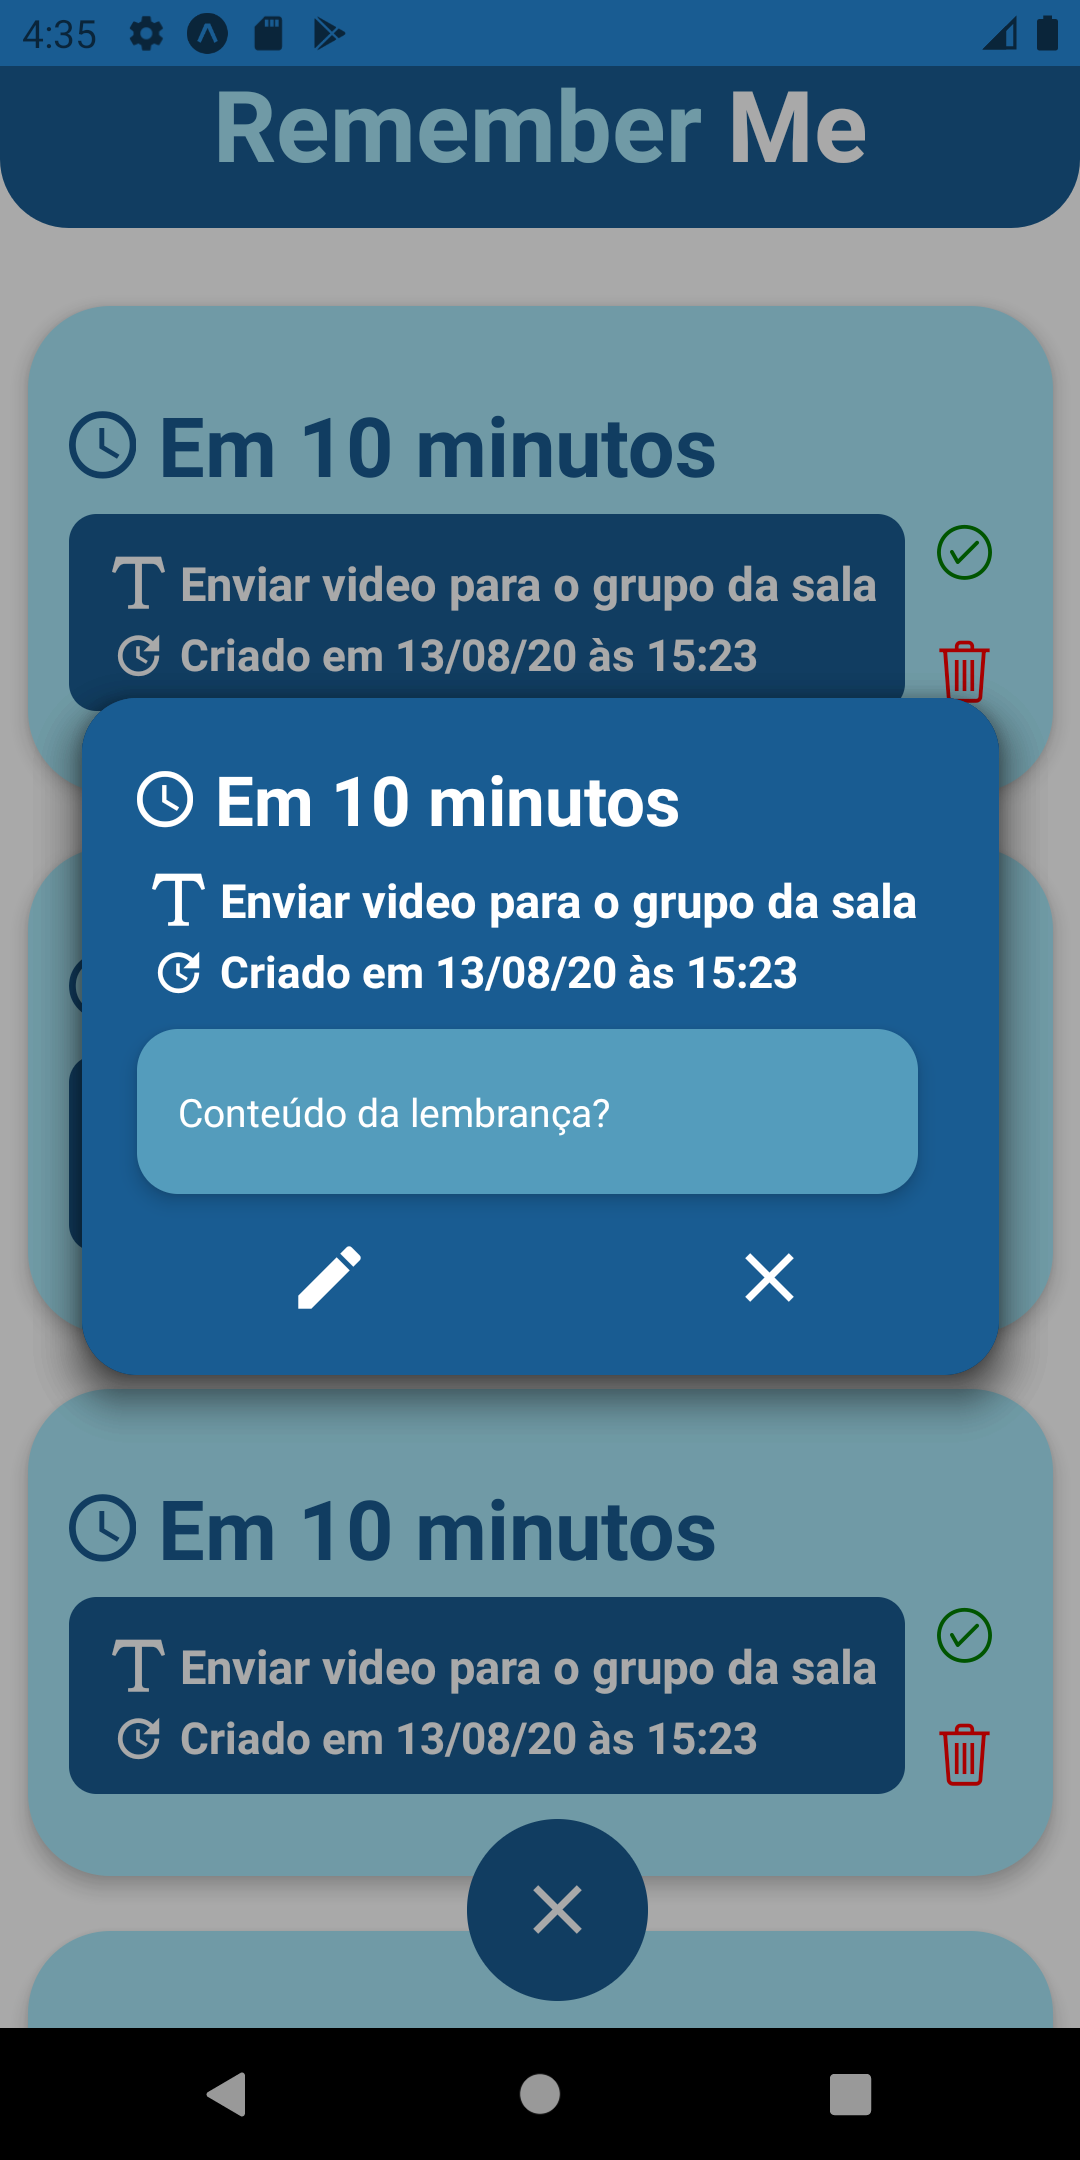 4:35
Remember Me
Em 10 minutos
Enviar video para o grupo da sala
Criado em 13/08/20 às 15:23
Em 10 minutos
Enviar video para o grupo da sala
Criado em 13/08/20 às 15:23
Conteúdo da lembrança?
Em 10 minutos
Enviar video para o grupo da sala
Criado em 13/08/20 às 15:23